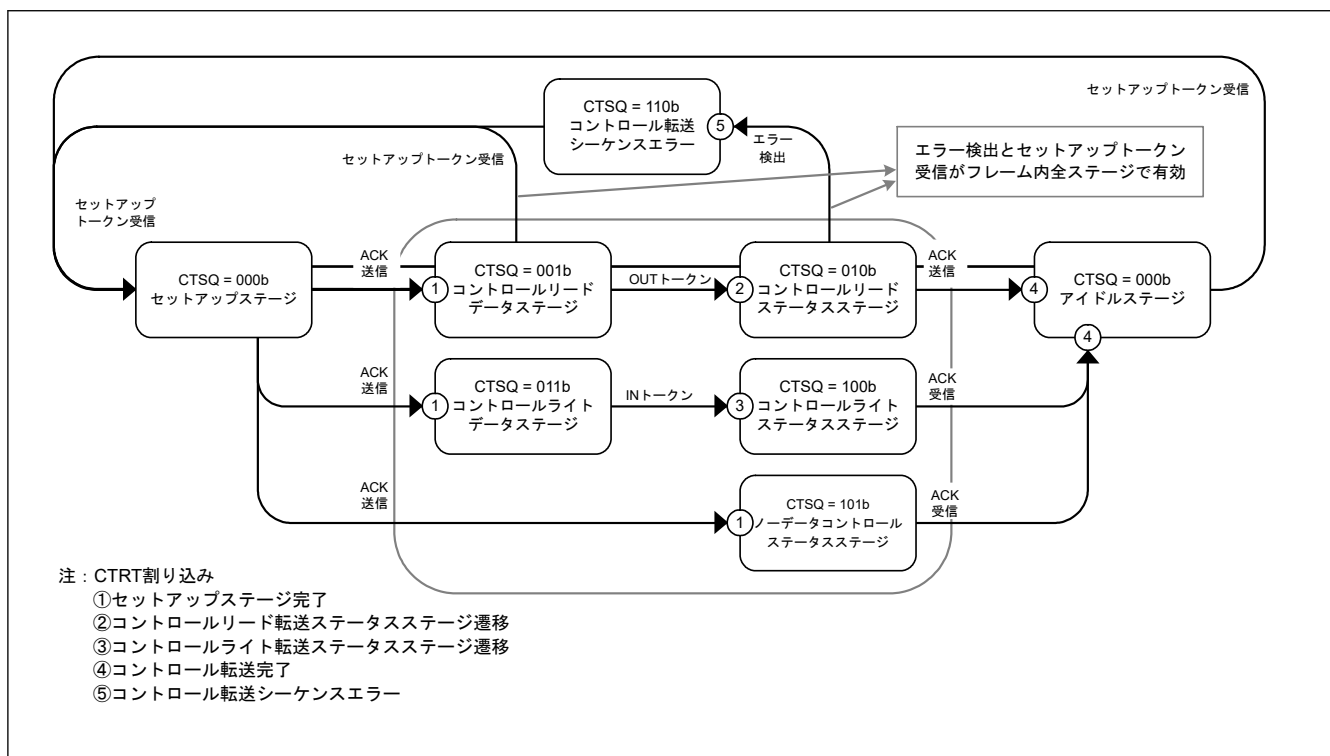 セットアップトークン受信
CTSQ = 110b
コントロール転送
シーケンスエラー
⑤
エラー
検出
セットアップトークン受信
エラー検出とセットアップトークン
受信がフレーム内全ステージで有効
セットアップ
トークン受信
CTSQ = 000b
セットアップステージ
ACK
送信
①
CTSQ = 001b
コントロールリード
データステージ
OUTトークン
②
CTSQ = 010b
コントロールリード
ステータスステージ
ACK
送信
④
CTSQ = 000b
アイドルステージ
④
ACK
送信
①
CTSQ = 011b
コントロールライト
データステージ
INトークン
③
CTSQ = 100b
コントロールライト
ステータスステージ
ACK
受信
ACK
送信
①
CTSQ = 101b
ノーデータコントロール
ステータスステージ
ACK
受信
注：CTRT割り込み
①セットアップステージ完了
②コントロールリード転送ステータスステージ遷移
③コントロールライト転送ステータスステージ遷移
④コントロール転送完了
⑤コントロール転送シーケンスエラー